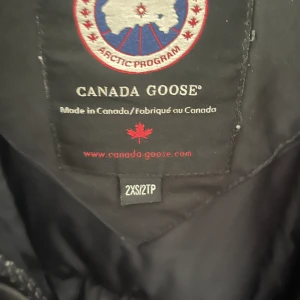 ARCTIC PROGRAM
CANADA GOOSE®
Made in Canada/Fabriqué au Canada
www.canada-goose.com
2XS/2TP